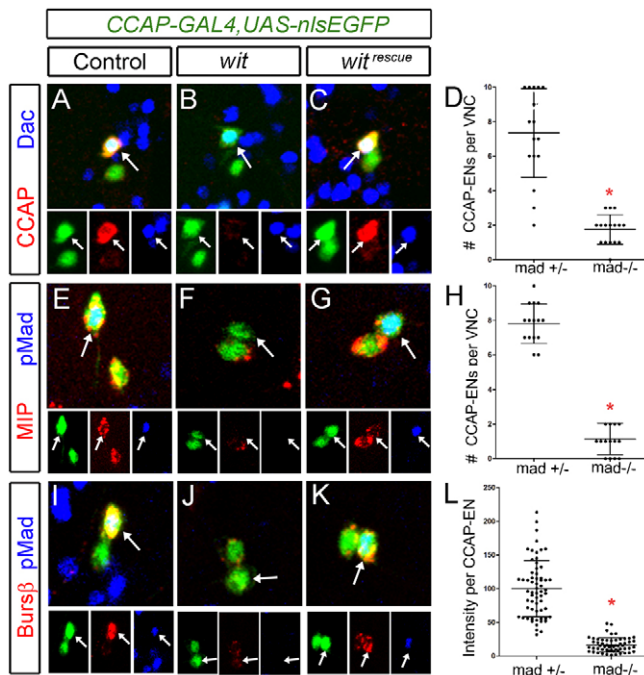 CCAP-GAL4,UAS-nlsEGFP
Control
wit
wit rescue
CCAP Dac
A
B
C
D
# CCAP-ENs per VNC
10
8
6
4
2
0
*
mad +/-
mad-/-
MIP pMad
E
F
G
H
# CCAP-ENs per VNC
10
8
6
4
2
0
*
mad +/-
mad-/-
Bursβ pMad
I
J
K
L
Intensity per CCAP-EN
250
200
150
100
50
0
*
mad +/-
mad-/-